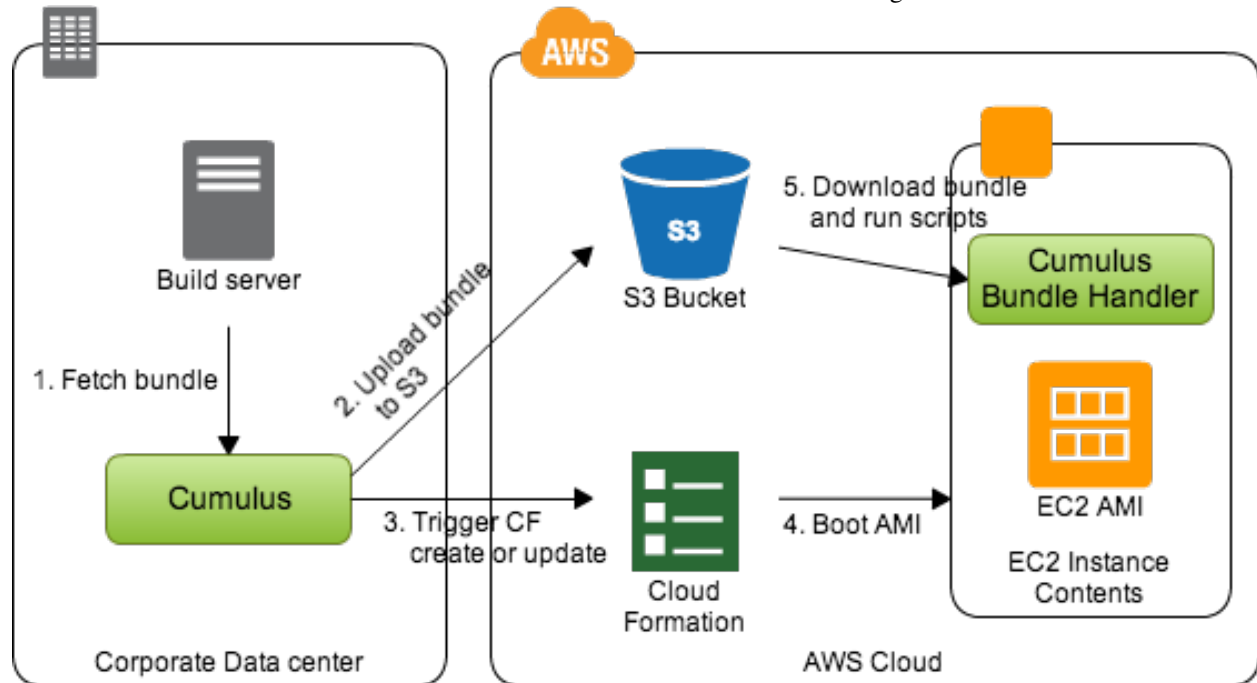 AWS
Build server
1. Fetch bundle
Cumulus
2. Upload bundle
to S3
3. Trigger CF
create or update
Corporate Data center
S3
S3 Bucket
Cloud
Formation
4. Boot AMI
5. Download bundle
and run scripts
Cumulus
Bundle Handler
EC2 AMI
EC2 Instance
Contents
AWS Cloud